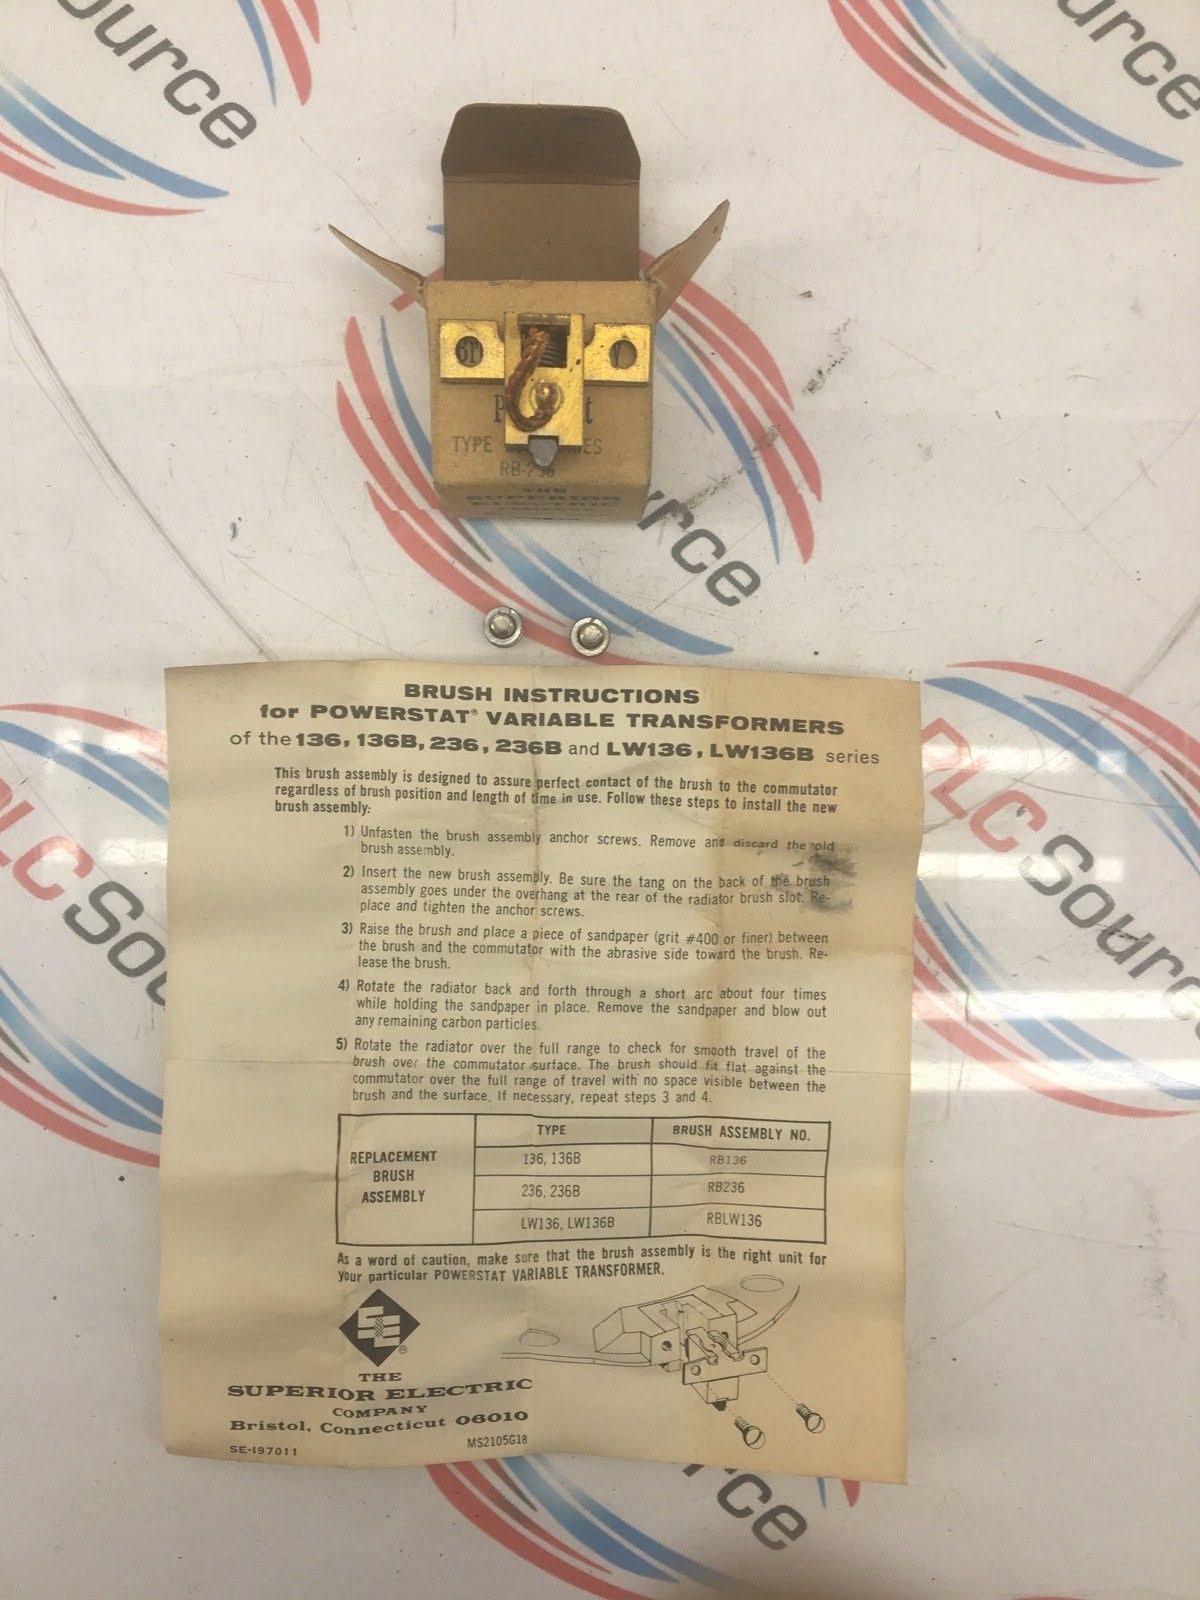 ource
ource
BI
P t
TYPE IES
RB-236
THE
SUPERIOR
ELECTRIC
COMPANY
urce
BRUSH INSTRUCTIONS
for POWERSTAT® VARIABLE TRANSFORMERS
of the 136, 136B, 236, 236B and LW136, LW136B series
This brush assembly is designed to assure perfect contact of the brush to the commutator
regardless of brush position and length of time in use. Follow these steps to install the new
brush assembly:
1) Unfasten the brush assembly anchor screws. Remove and discard the old
brush assembly.
2) Insert the new brush assembly. Be sure the tang on the back of the brush
assembly goes under the overhang at the rear of the radiator brush slot. Re-
place and tighten the anchor screws.
3) Raise the brush and place a piece of sandpaper (grit #400 or finer) between
the brush and the commutator with the abrasive side toward the brush. Re-
lease the brush.
4) Rotate the radiator back and forth through a short arc about four times
while holding the sandpaper in place. Remove the sandpaper and blow out
any remaining carbon particles.
5) Rotate the radiator over the full range to check for smooth travel of the
brush over the commutator surface. The brush should fit flat against the
commutator over the full range of travel with no space visible between the
brush and the surface. If necessary, repeat steps 3 and 4.
REPLACEMENT
BRUSH
ASSEMBLY
TYPE BRUSH ASSEMBLY NO.
136, 136B RB136
236, 236B RB236
LW136, LW136B RBLW136
As a word of caution, make sure that the brush assembly is the right unit for
your particular POWERSTAT VARIABLE TRANSFORMER.
SE®
THE
SUPERIOR ELECTRIC
COMPANY
Bristol, Connecticut 06010
SE-197011 MS2105G18
LCSou
PLCSource
rce